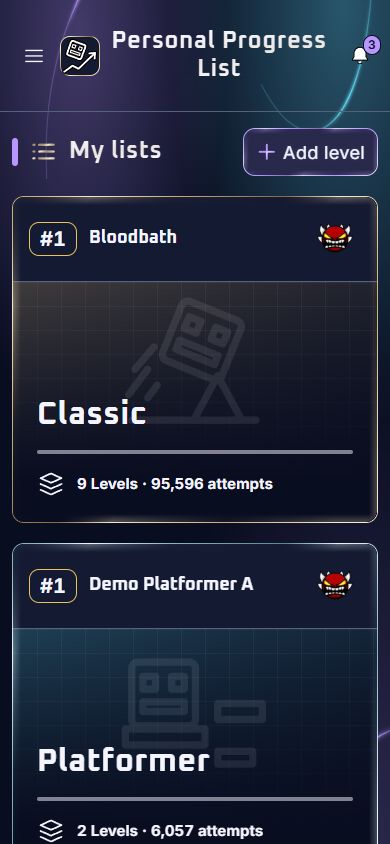 Personal Progress
List
3
My lists
Add level
#1 Bloodbath
Classic
9 Levels · 95,596 attempts
#1 Demo Platformer A
Platformer
2 Levels · 6,057 attempts